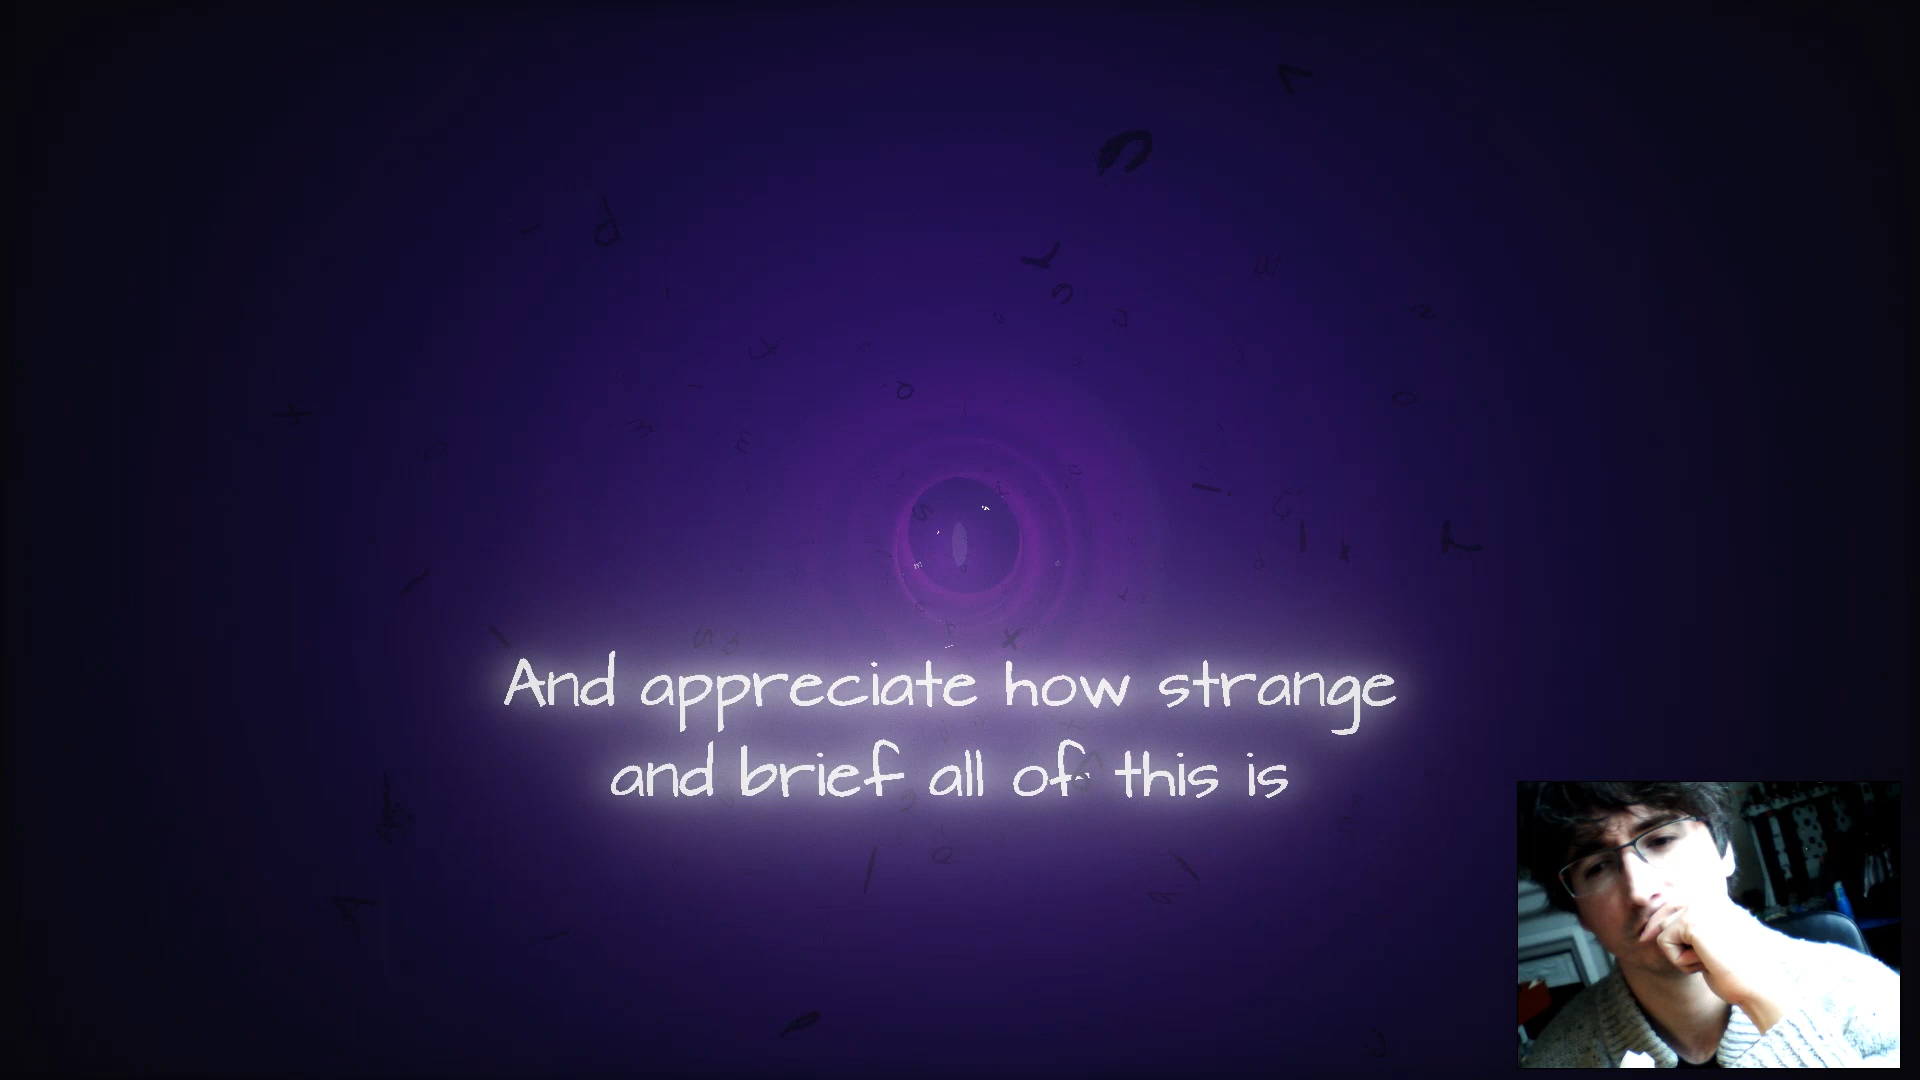 And appreciate how strange
and brief all of this is